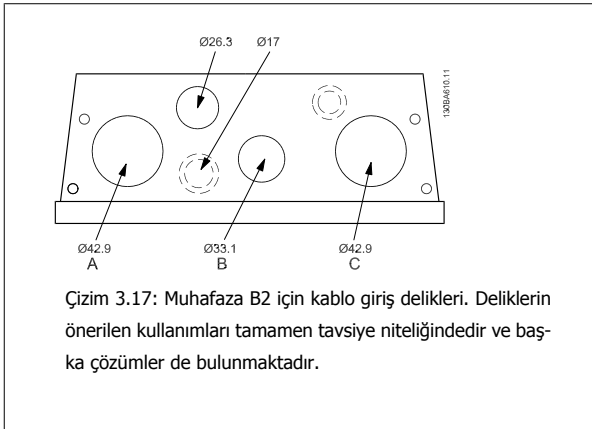 Ø26.3
Ø17
130BA610.11
Ø42.9
Ø33.1
Ø42.9
A
B
C
Çizim 3.17: Muhafaza B2 için kablo giriş delikleri. Deliklerin
önerilen kullanımları tamamen tavsiye niteliğindedir ve baş-
ka çözümler de bulunmaktadır.